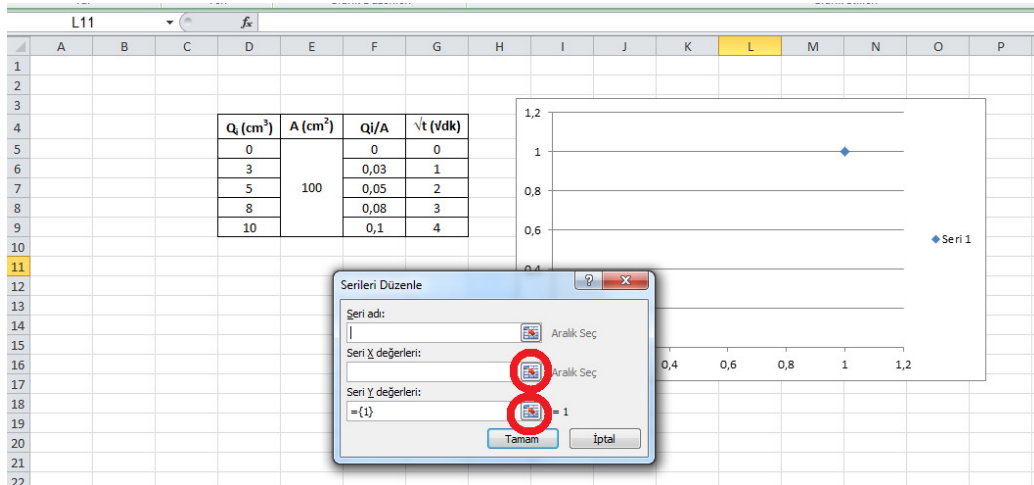 L11 fx
A B C D E F G H I J K L M N O P
1
2
3
4 Qi (cm³) A (cm²) Qi/A √t (√dk)
5 0 0 0
6 3 0,03 1
7 5 100 0,05 2
8 8 0,08 3
9 10 0,1 4
10
11
12
13
14
15
16
17
18
19
20
21
22
1,2
1
0,8
0,6
0,4
0,4 0,6 0,8 1 1,2
Seri 1
Serileri Düzenle
Seri adı:
Aralık Seç
Seri X değerleri:
Aralık Seç
Seri Y değerleri:
={1} = 1
Tamam İptal